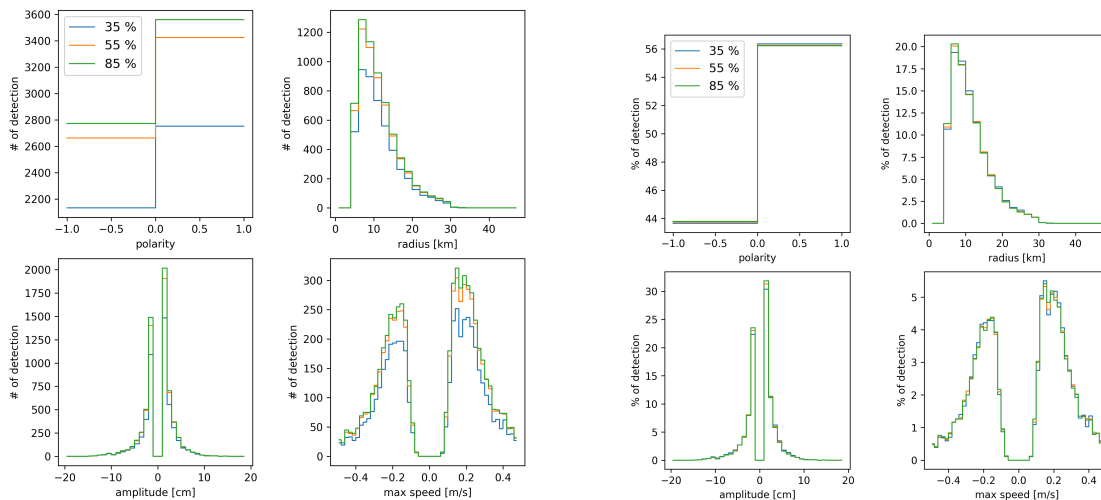 35 %
55 %
85 %
3600
3400
3200
3000
2800
2600
2400
2200
# of detection
−1.0 −0.5 0.0 0.5 1.0
polarity
1200
1000
800
600
400
200
0
# of detection
0 10 20 30 40
radius [km]
35 %
55 %
85 %
56
54
52
50
48
46
44
% of detection
−1.0 −0.5 0.0 0.5 1.0
polarity
20.0
17.5
15.0
12.5
10.0
7.5
5.0
2.5
0.0
% of detection
0 10 20 30 40
radius [km]
2000
1750
1500
1250
1000
750
500
250
0
# of detection
−20 −10 0 10 20
amplitude [cm]
300
250
200
150
100
50
0
# of detection
−0.4 −0.2 0.0 0.2 0.4
max speed [m/s]
30
25
20
15
10
5
0
% of detection
−20 −10 0 10 20
amplitude [cm]
5
4
3
2
1
0
% of detection
−0.4 −0.2 0.0 0.2 0.4
max speed [m/s]